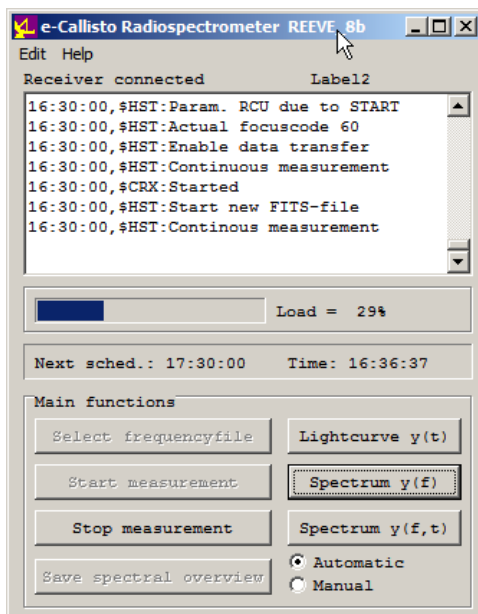 e-Callisto Radiospectrometer REEVE_8b
Edit Help
Receiver connected Label2
16:30:00,$HST:Param. RCU due to START
16:30:00,$HST:Actual focuscode 60
16:30:00,$HST:Enable data transfer
16:30:00,$HST:Continuous measurement
16:30:00,$CRX:Started
16:30:00,$HST:Start new FITS-file
16:30:00,$HST:Continous measurement
Load = 29%
Next sched.: 17:30:00 Time: 16:36:37
Main functions
Select frequencyfile Lightcurve y(t)
Start measurement Spectrum y(f)
Stop measurement Spectrum y(f,t)
Save spectral overview Automatic
Manual